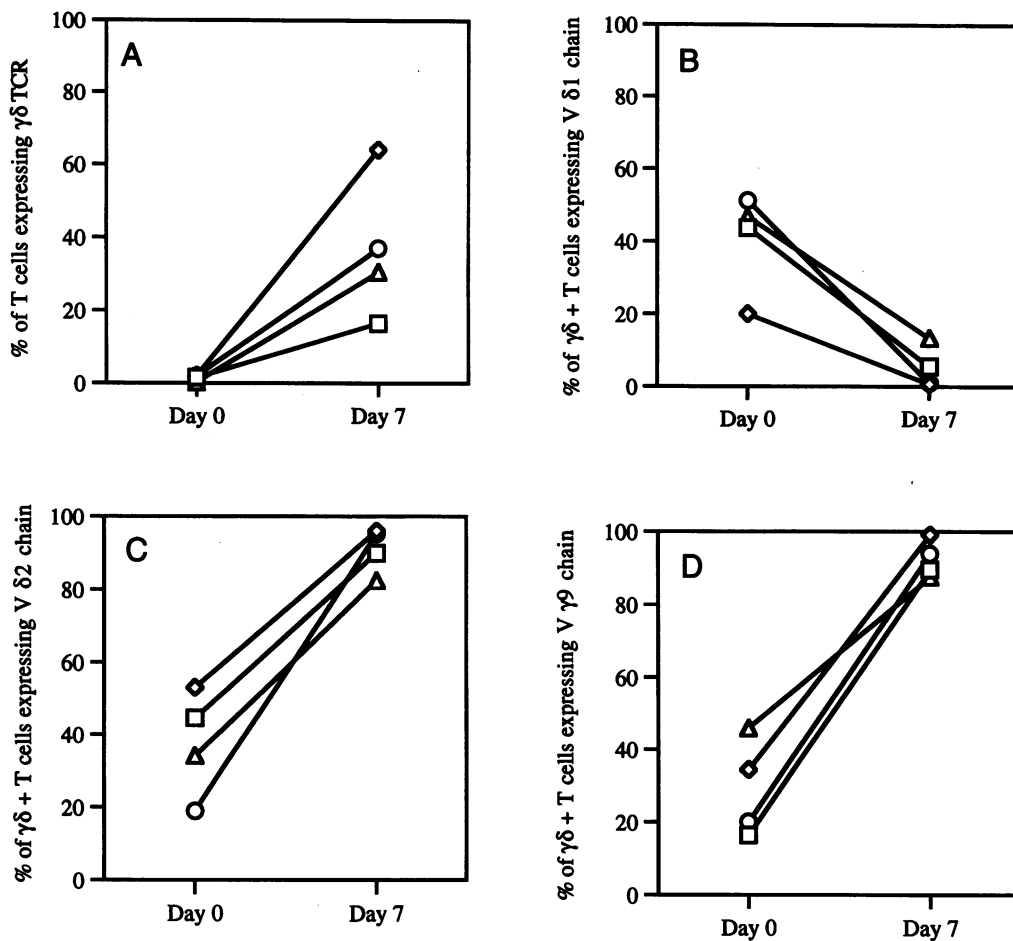 % of T cells expressing γδ TCR
A
100
80
60
40
20
0
Day 0 Day 7
% of γδ + T cells expressing V δ1 chain
B
100
80
60
40
20
0
Day 0 Day 7
% of γδ + T cells expressing V δ2 chain
C
100
80
60
40
20
0
Day 0 Day 7
% of γδ + T cells expressing V γ9 chain
D
100
80
60
40
20
0
Day 0 Day 7